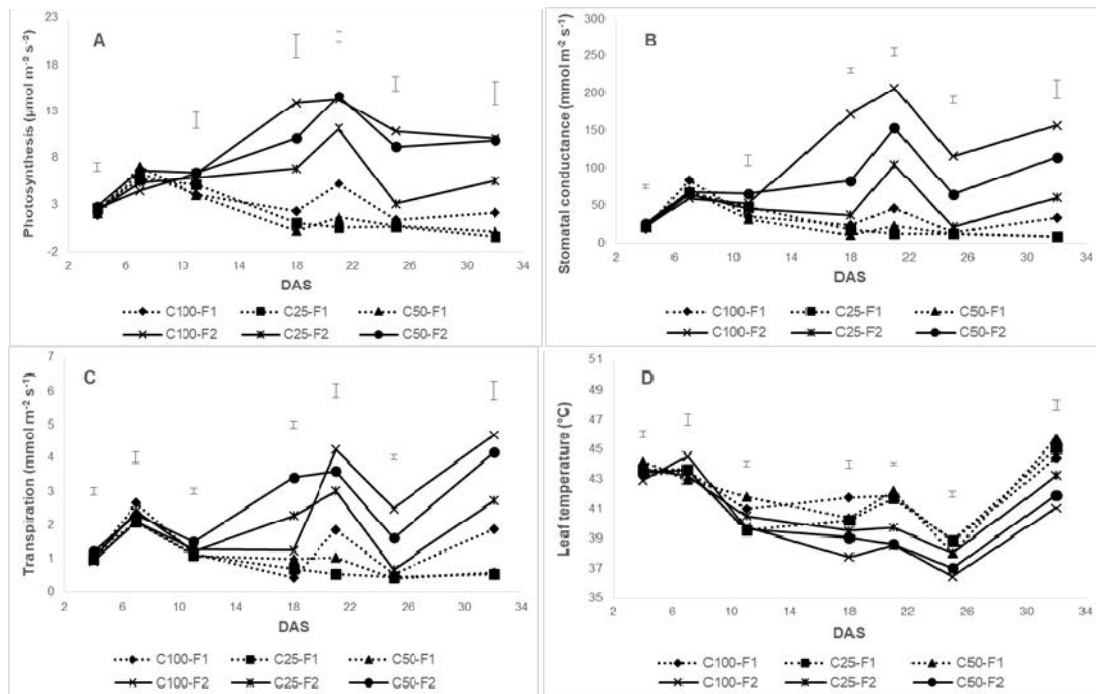 A
Photosynthesis (µmol m⁻² s⁻²)
23
18
13
8
3
-2
2 6 10 14 18 22 26 30 34
DAS
C100-F1 C25-F1 C50-F1
C100-F2 C25-F2 C50-F2
B
Stomatal conductance (mmol m⁻² s⁻¹)
300
250
200
150
100
50
0
2 6 10 14 18 22 26 30 34
DAS
C100-F1 C25-F1 C50-F1
C100-F2 C25-F2 C50-F2
C
Transpiration (mmol m⁻² s⁻¹)
7
6
5
4
3
2
1
0
2 6 10 14 18 22 26 30 34
DAS
C100-F1 C25-F1 C50-F1
C100-F2 C25-F2 C50-F2
D
Leaf temperature (°C)
51
49
47
45
43
41
39
37
35
2 6 10 14 18 22 26 30 34
DAS
C100-F1 C25-F1 C50-F1
C100-F2 C25-F2 C50-F2